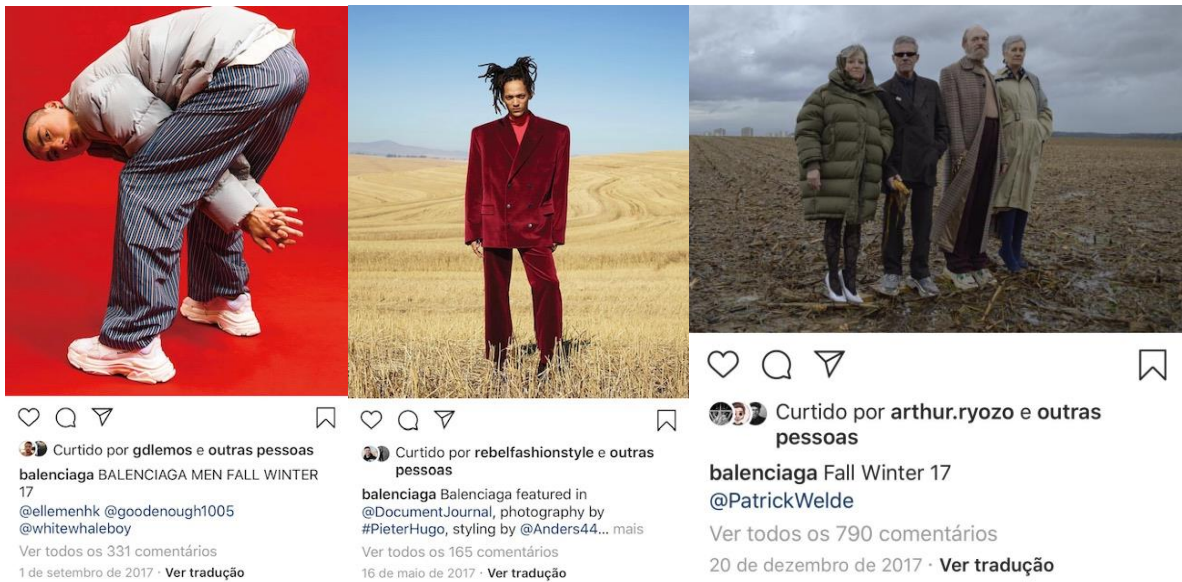 Curtido por gdlemos e outras pessoas
balenciaga BALENCIAGA MEN FALL WINTER
17
@ellemenhk @goodenough1005
@whitewhaleboy
Ver todos os 331 comentários
1 de setembro de 2017 · Ver tradução
Curtido por rebelfashionstyle e outras
pessoas
balenciaga Balenciaga featured in
@DocumentJournal, photography by
#PieterHugo, styling by @Anders44... mais
Ver todos os 165 comentários
16 de maio de 2017 · Ver tradução
Curtido por arthur.ryozo e outras
pessoas
balenciaga Fall Winter 17
@PatrickWelde
Ver todos os 790 comentários
20 de dezembro de 2017 · Ver tradução